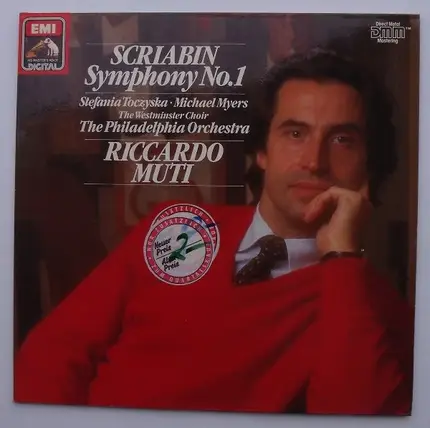 EMI
HIS MASTER'S VOICE
DIGITAL
Direct Metal
DMM™
Mastering
SCRIABIN
Symphony No.1
Stefania Toczyska · Michael Myers
The Westminster Choir
The Philadelphia Orchestra
RICCARDO
MUTI
Neuer
Preis
2
Alter
Preis